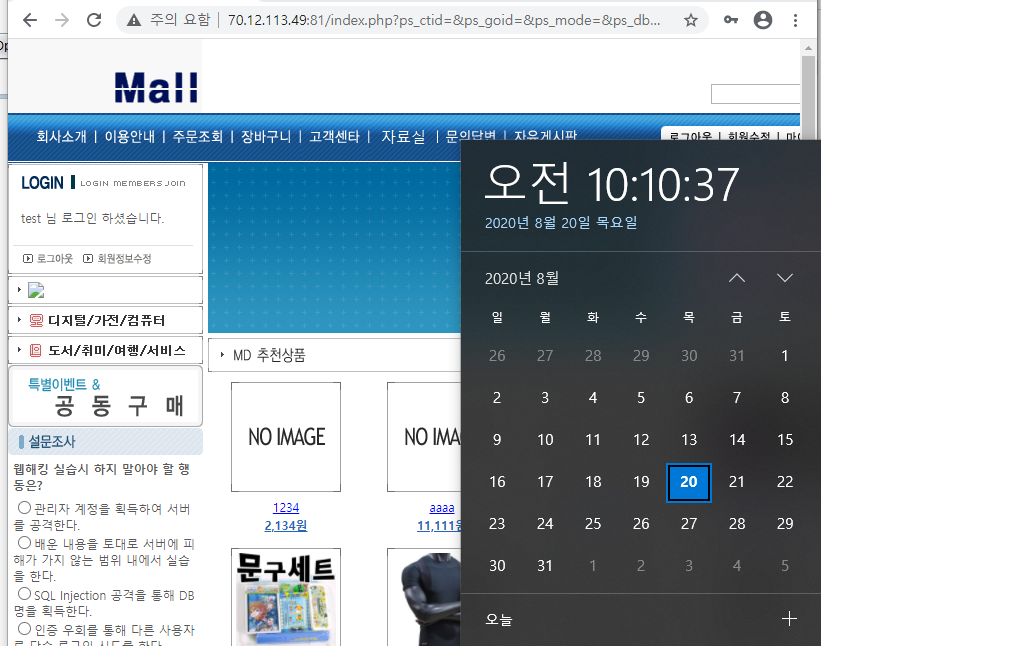 주의 요함 70.12.113.49:81/index.php?ps_ctid=&ps_goid=&ps_mode=&ps_db...
Mall
회사소개 | 이용안내 | 주문조회 | 장바구니 | 고객센타 | 자료실 | 문의답변 | 자유게시판
로그아웃 | 회원수정 |
LOGIN LOGIN MEMBERS JOIN
test 님 로그인 하셨습니다.
로그아웃 회원정보수정
디지털/가전/컴퓨터
도서/취미/여행/서비스
특별이벤트 &
공 동 구 매
설문조사
웹해킹 실습시 하지 말아야 할 행
동은?
관리자 계정을 획득하여 서버
를 공격한다.
배운 내용을 토대로 서버에 피
해가 가지 않는 범위 내에서 실습
을 한다.
SQL Injection 공격을 통해 DB
명을 획득한다.
인증 우회를 통해 다른 사용자
MD 추천상품
NO IMAGE
NO IMA
1234
aaaa
2,134원
11,111원
문구세트
오전 10:10:37
2020년 8월 20일 목요일
2020년 8월
일 월 화 수 목 금 토
26 27 28 29 30 31 1
2 3 4 5 6 7 8
9 10 11 12 13 14 15
16 17 18 19 20 21 22
23 24 25 26 27 28 29
30 31 1 2 3 4 5
오늘